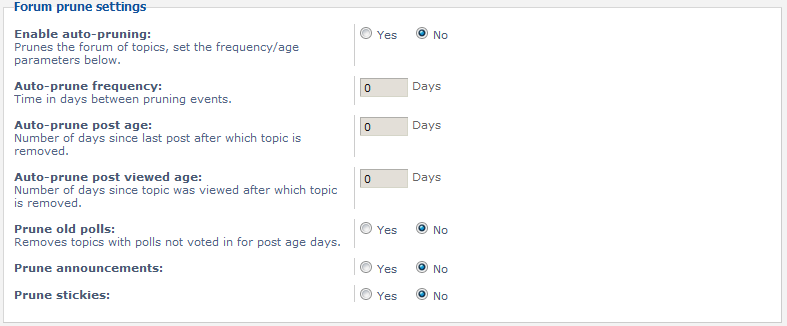 Forum prune settings
Enable auto-pruning:
Yes No
Prunes the forum of topics, set the frequency/age
parameters below.
Auto-prune frequency:
0 Days
Time in days between pruning events.
Auto-prune post age:
0 Days
Number of days since last post after which topic is
removed.
Auto-prune post viewed age:
0 Days
Number of days since topic was viewed after which topic
is removed.
Prune old polls:
Yes No
Removes topics with polls not voted in for post age days.
Prune announcements:
Yes No
Prune stickies:
Yes No